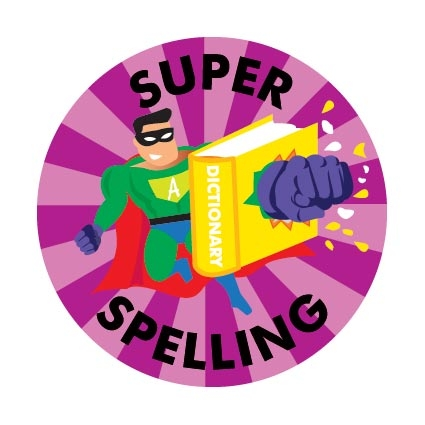 SUPER
A
DICTIONARY
SPELLING